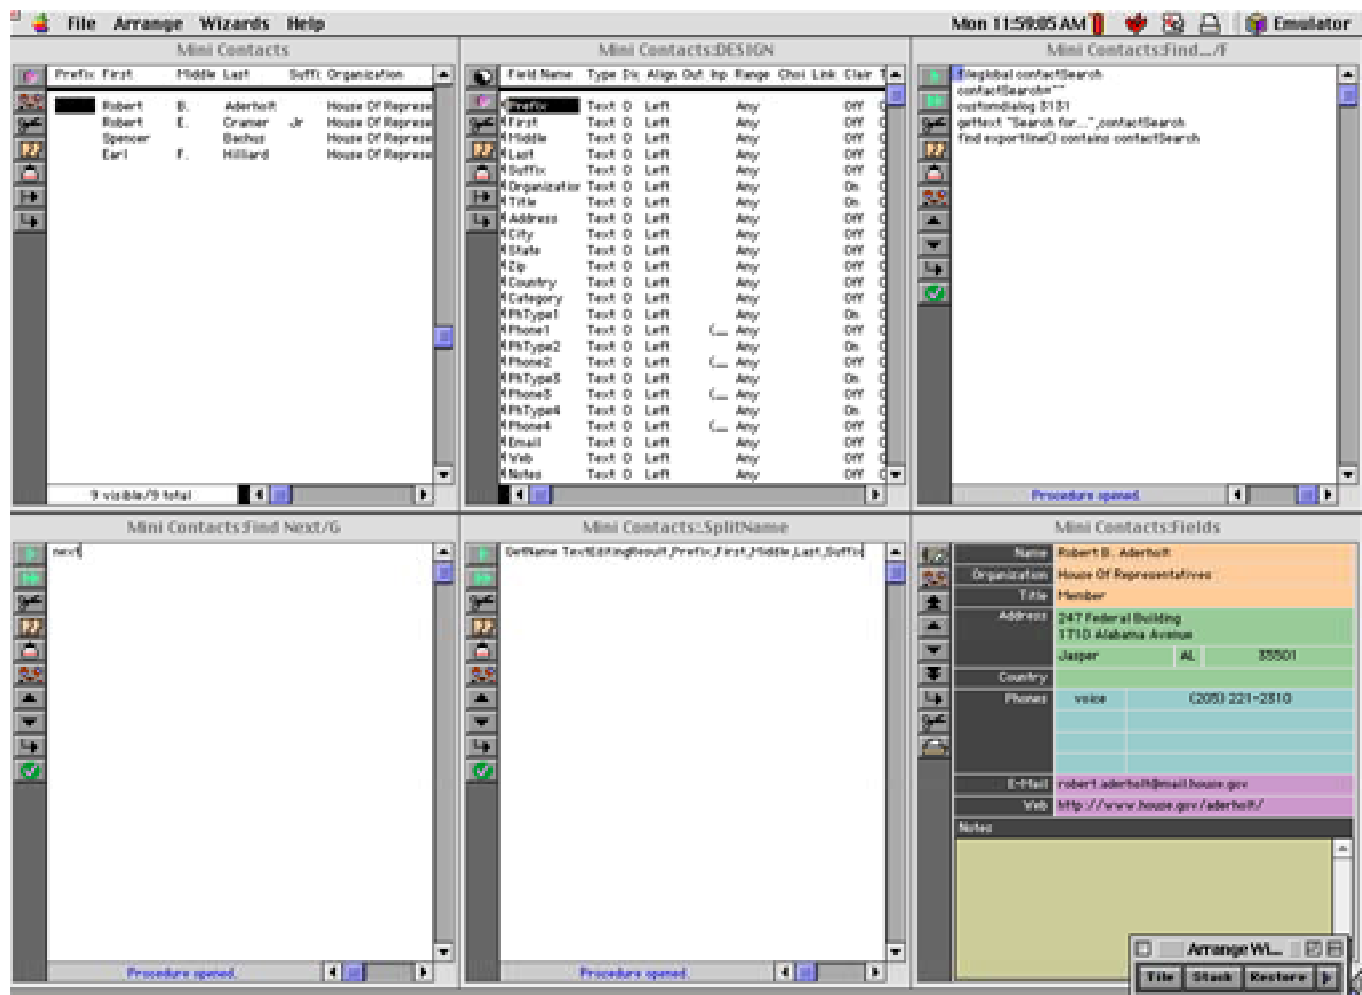 File Arrange Wizards Help Mon 11:59:05 AM Emulator
Mini Contacts
Prefix First Middle Last Suffi Organization
Robert B. Aderholt House Of Represe
Robert E. Cramer Jr House Of Represe
Spencer Bachus House Of Represe
Earl F. Hilliard House Of Represe
9 visible/9 total
Mini Contacts:DESIGN
Field Name Type Di Align Out Inp Range Choi Link Clair
Prefix Text 0 Left Any Off
First Text 0 Left Any Off
Middle Text 0 Left Any Off
Last Text 0 Left Any Off
Suffix Text 0 Left Any Off
Organization Text 0 Left Any On
Title Text 0 Left Any On
Address Text 0 Left Any Off
City Text 0 Left Any Off
State Text 0 Left Any Off
Zip Text 0 Left Any Off
Country Text 0 Left Any Off
Category Text 0 Left Any Off
PhType1 Text 0 Left Any On
Phone1 Text 0 Left (... Any Off
PhType2 Text 0 Left Any On
Phone2 Text 0 Left (... Any Off
PhType3 Text 0 Left Any On
Phone3 Text 0 Left (... Any Off
PhType4 Text 0 Left Any On
Phone4 Text 0 Left (... Any Off
Email Text 0 Left Any Off
Web Text 0 Left Any Off
Notes Text 0 Left Any Off
Mini Contacts:Find.../F
fileglobal contactSearch
contactSearch=""
customdialog 3131
gettext "Search for...",contactSearch
find exportline() contains contactSearch
Procedure opened.
Mini Contacts:Find Next/G
next
Procedure opened.
Mini Contacts:.SplitName
GetName TextEditingResult,Prefix,First,Middle,Last,Suffix
Procedure opened.
Mini Contacts:Fields
Name Robert B. Aderholt
Organization House Of Representatives
Title Member
Address 247 Federal Building
1710 Alabama Avenue
Jasper AL 35501
Country
Phones voice (205) 221-2310
E-Mail robert.aderholt@mail.house.gov
Web http://www.house.gov/aderholt/
Notes
Arrange Wi...
Tile Stack Restore